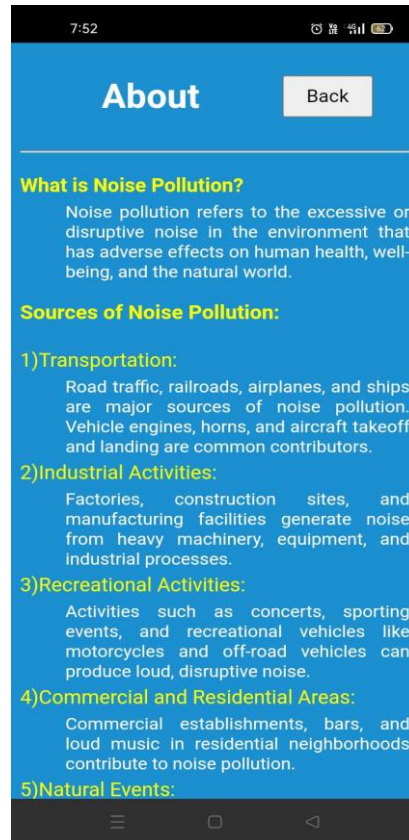 7:52
4G
62
About
Back
What is Noise Pollution?
Noise pollution refers to the excessive or
disruptive noise in the environment that
has adverse effects on human health, well-
being, and the natural world.
Sources of Noise Pollution:
1)Transportation:
Road traffic, railroads, airplanes, and ships
are major sources of noise pollution.
Vehicle engines, horns, and aircraft takeoff
and landing are common contributors.
2)Industrial Activities:
Factories, construction sites, and
manufacturing facilities generate noise
from heavy machinery, equipment, and
industrial processes.
3)Recreational Activities:
Activities such as concerts, sporting
events, and recreational vehicles like
motorcycles and off-road vehicles can
produce loud, disruptive noise.
4)Commercial and Residential Areas:
Commercial establishments, bars, and
loud music in residential neighborhoods
contribute to noise pollution.
5)Natural Events: